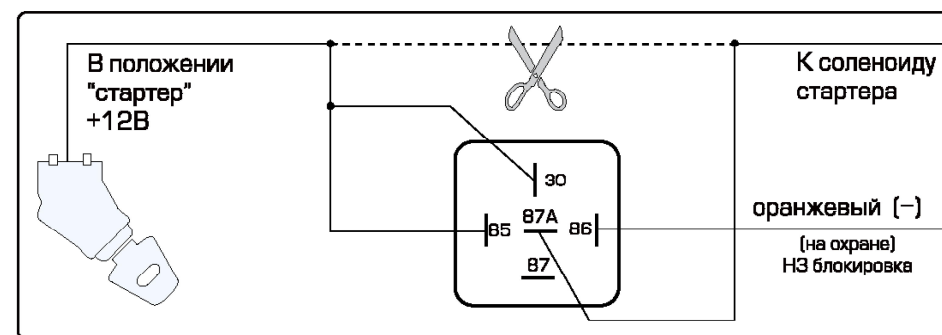 В положении
"стартер"
+12В
К соленоиду
стартера
30
85
87А
86
87
оранжевый (–)
(на охране)
НЗ блокировка